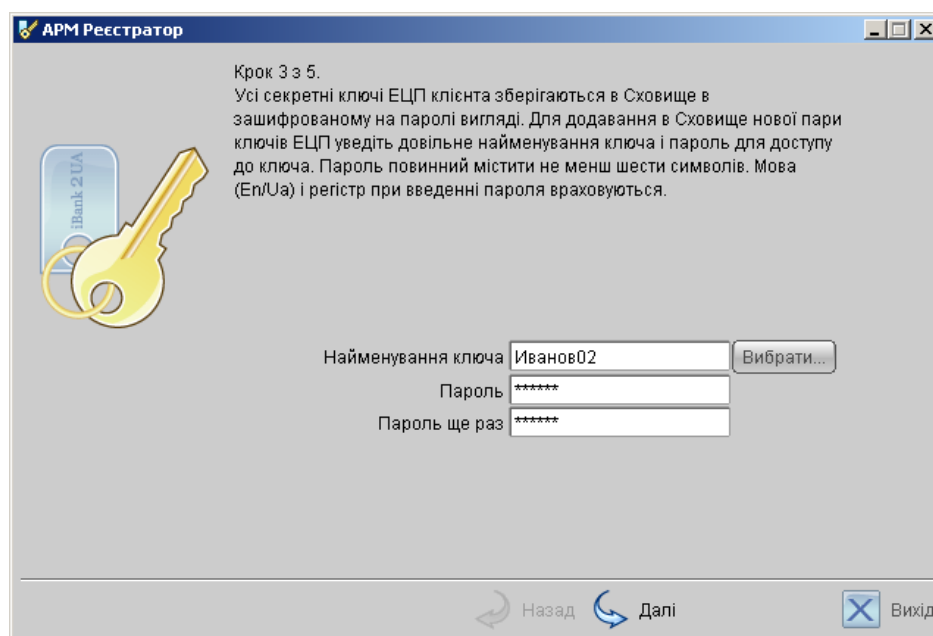 АРМ Реєстратор
Крок 3 з 5.
Усі секретні ключі ЕЦП клієнта зберігаються в Сховище в
зашифрованому на паролі вигляді. Для додавання в Сховище нової пари
ключів ЕЦП уведіть довільне найменування ключа і пароль для доступу
до ключа. Пароль повинний містити не менш шести символів. Мова
(En/Ua) і регістр при введенні пароля враховуються.
iBank 2 UA
Найменування ключа Иванов02 Вибрати...
Пароль ******
Пароль ще раз ******
Назад Далі Вихід